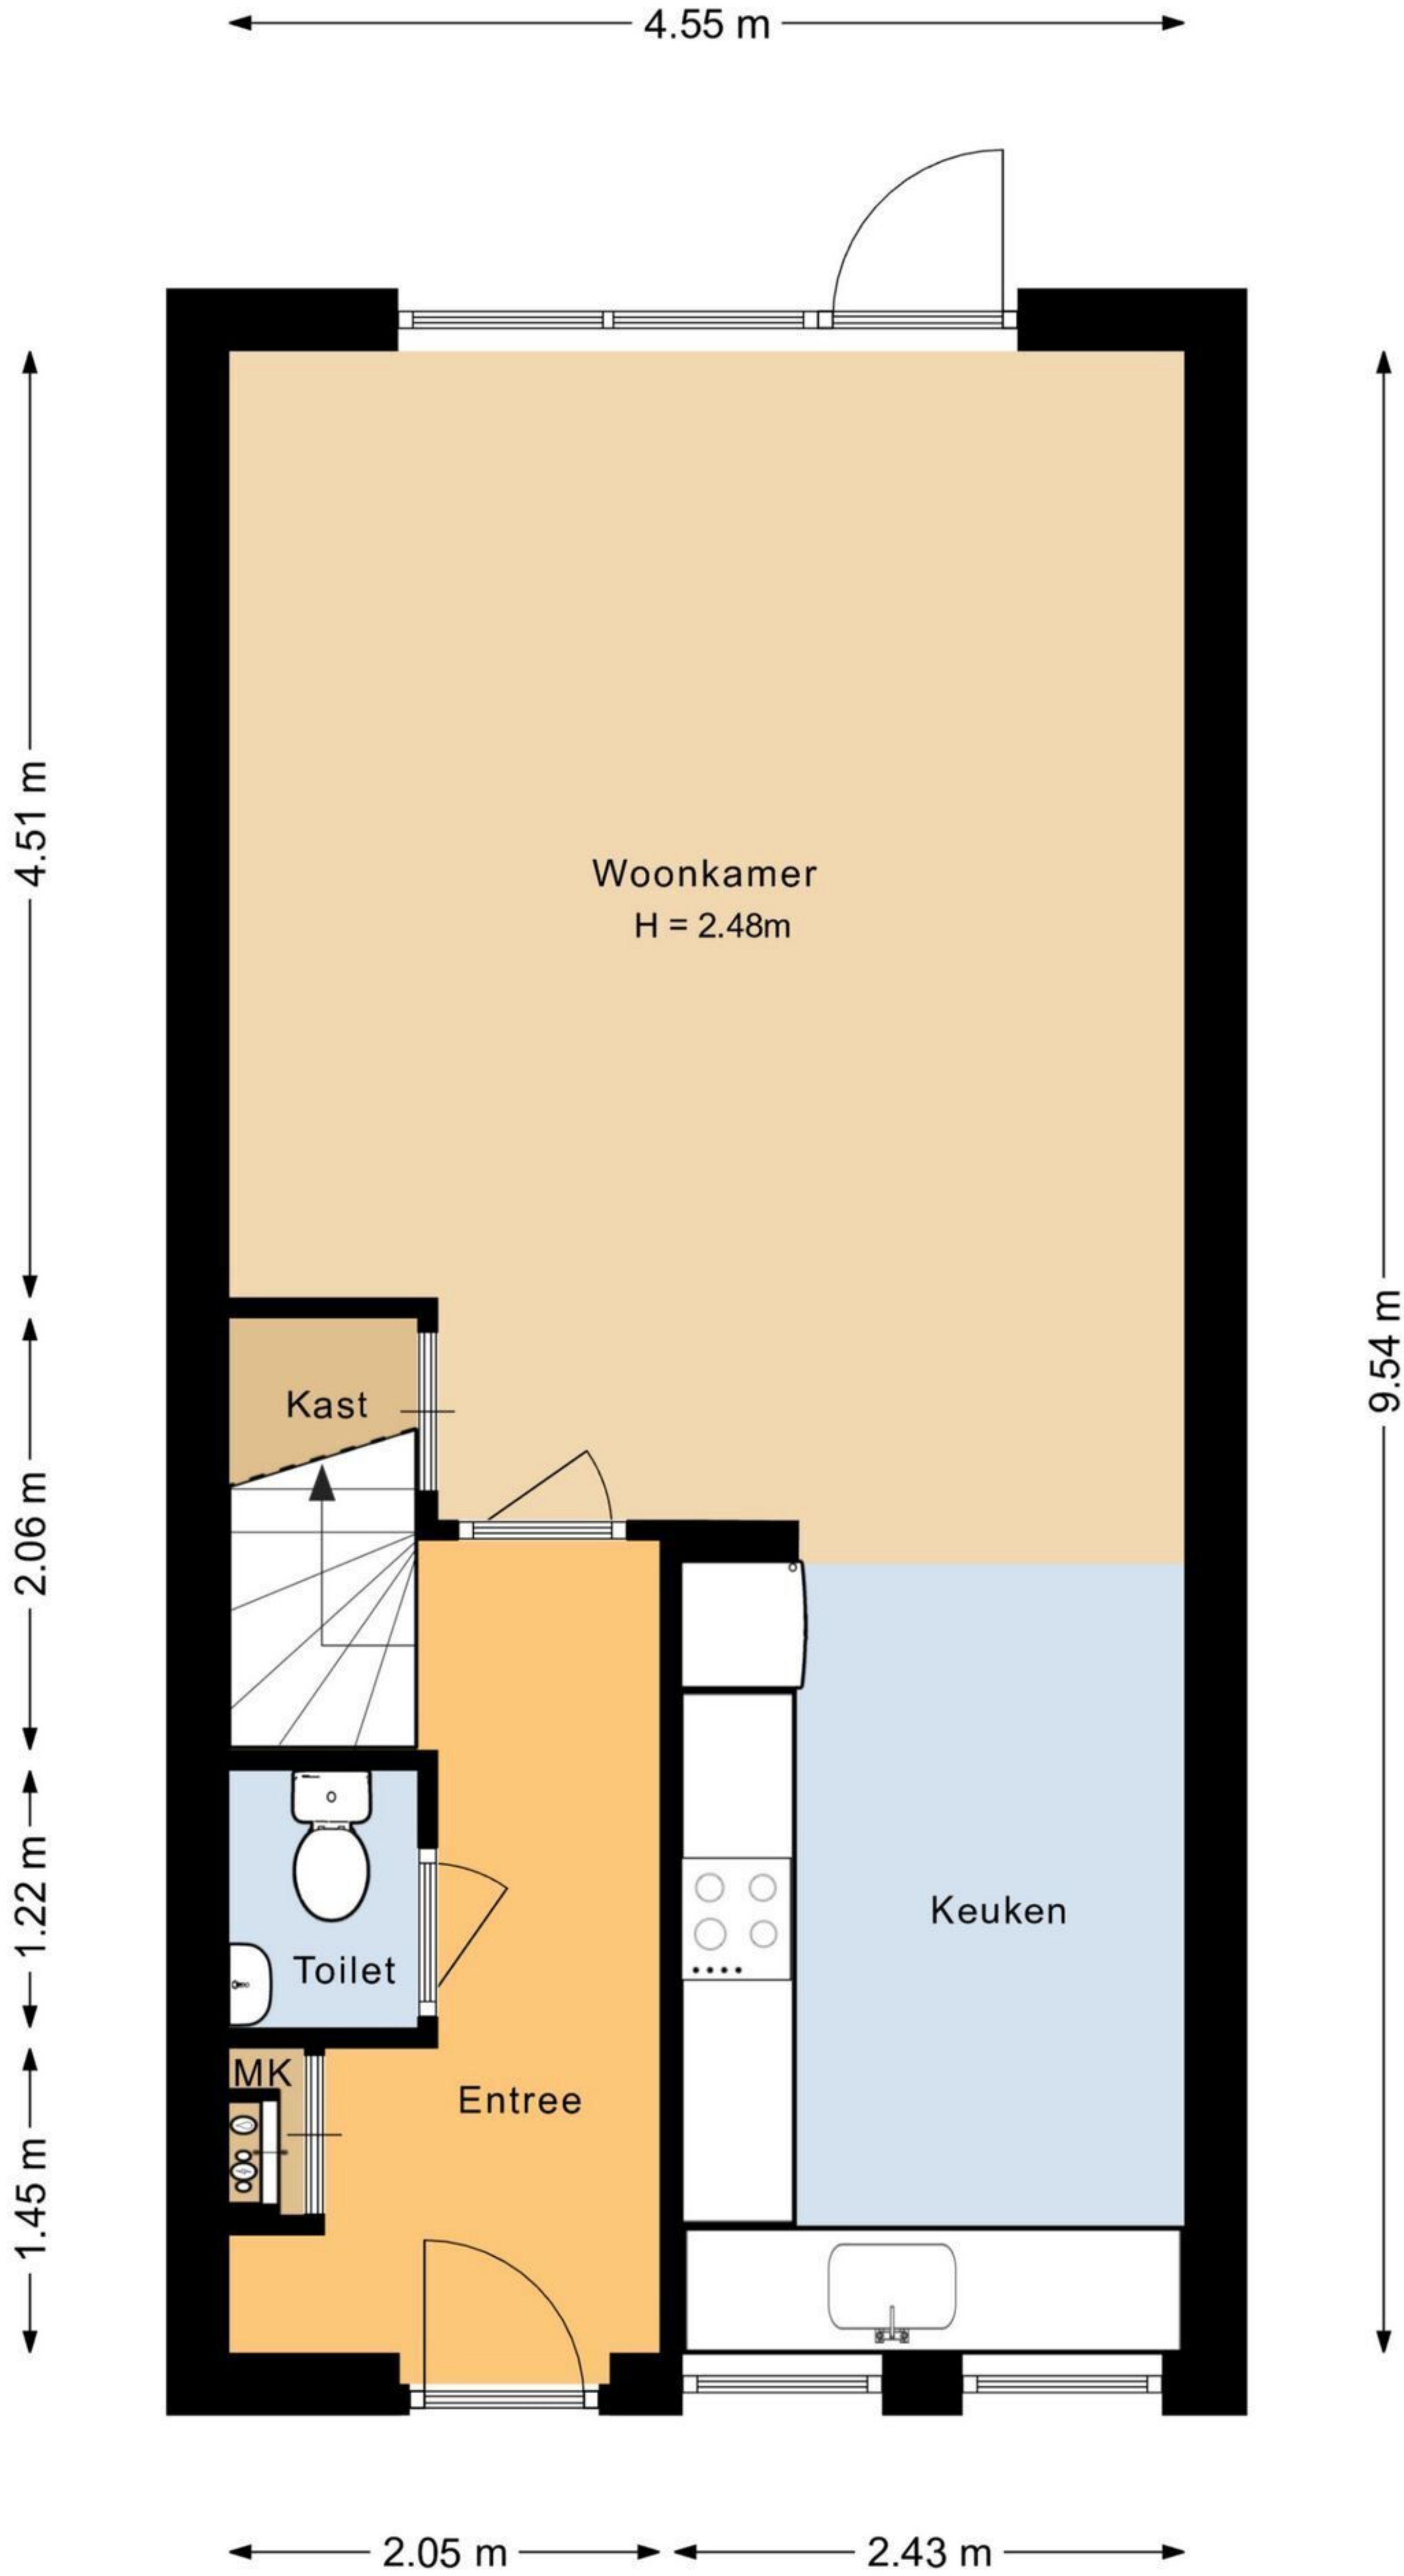 4.55 m
4.51 m
Woonkamer
H = 2.48m
9.54 m
Kast
2.06 m
1.22 m
Toilet
Keuken
MK
Entree
1.45 m
2.05 m
2.43 m